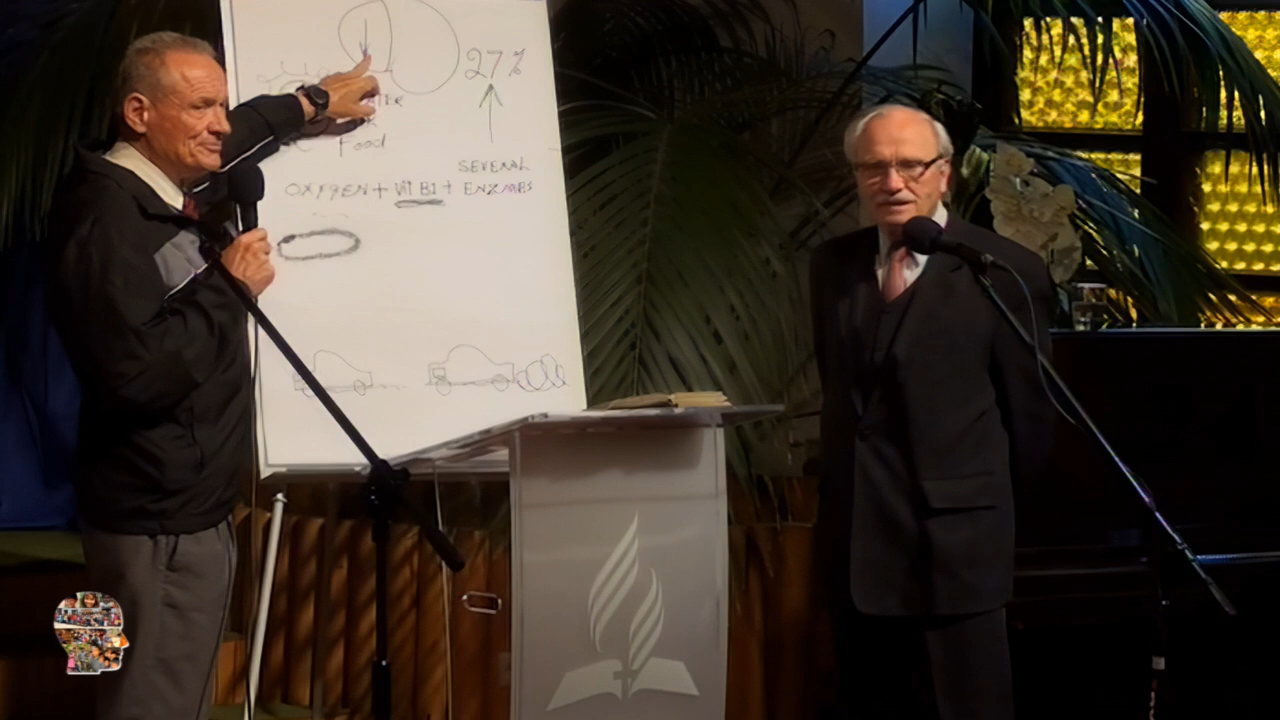 27%
Food
SEVERAL
OXYGEN + Vit B1 + ENZYMES